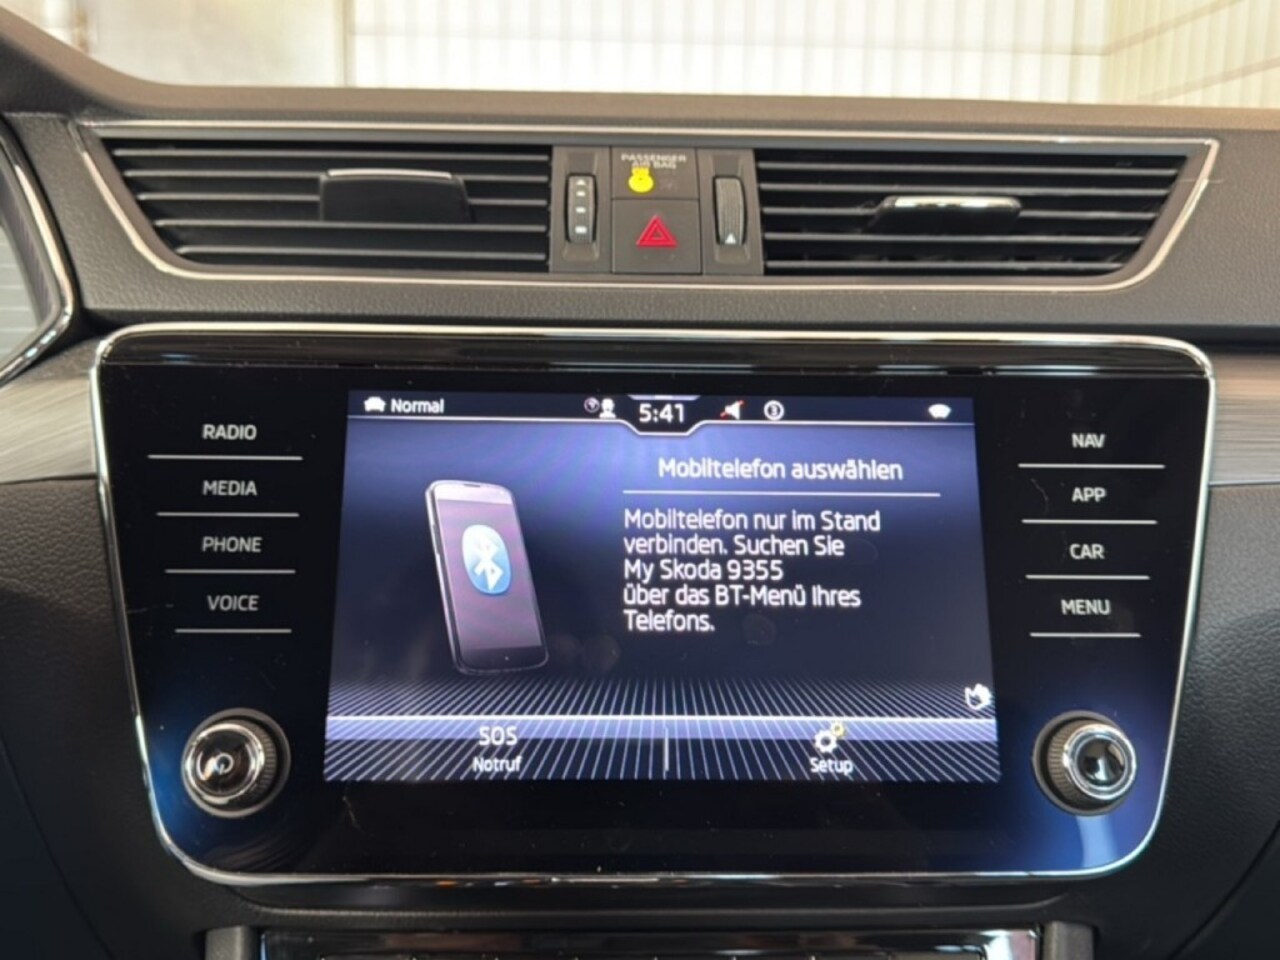 PASSENGER
AIR BAG
ON
Normal
5:41
RADIO
MEDIA
PHONE
VOICE
Mobiltelefon auswählen
Mobiltelefon nur im Stand
verbinden. Suchen Sie
My Skoda 9355
über das BT-Menü Ihres
Telefons.
SOS
Notruf
Setup
NAV
APP
CAR
MENU